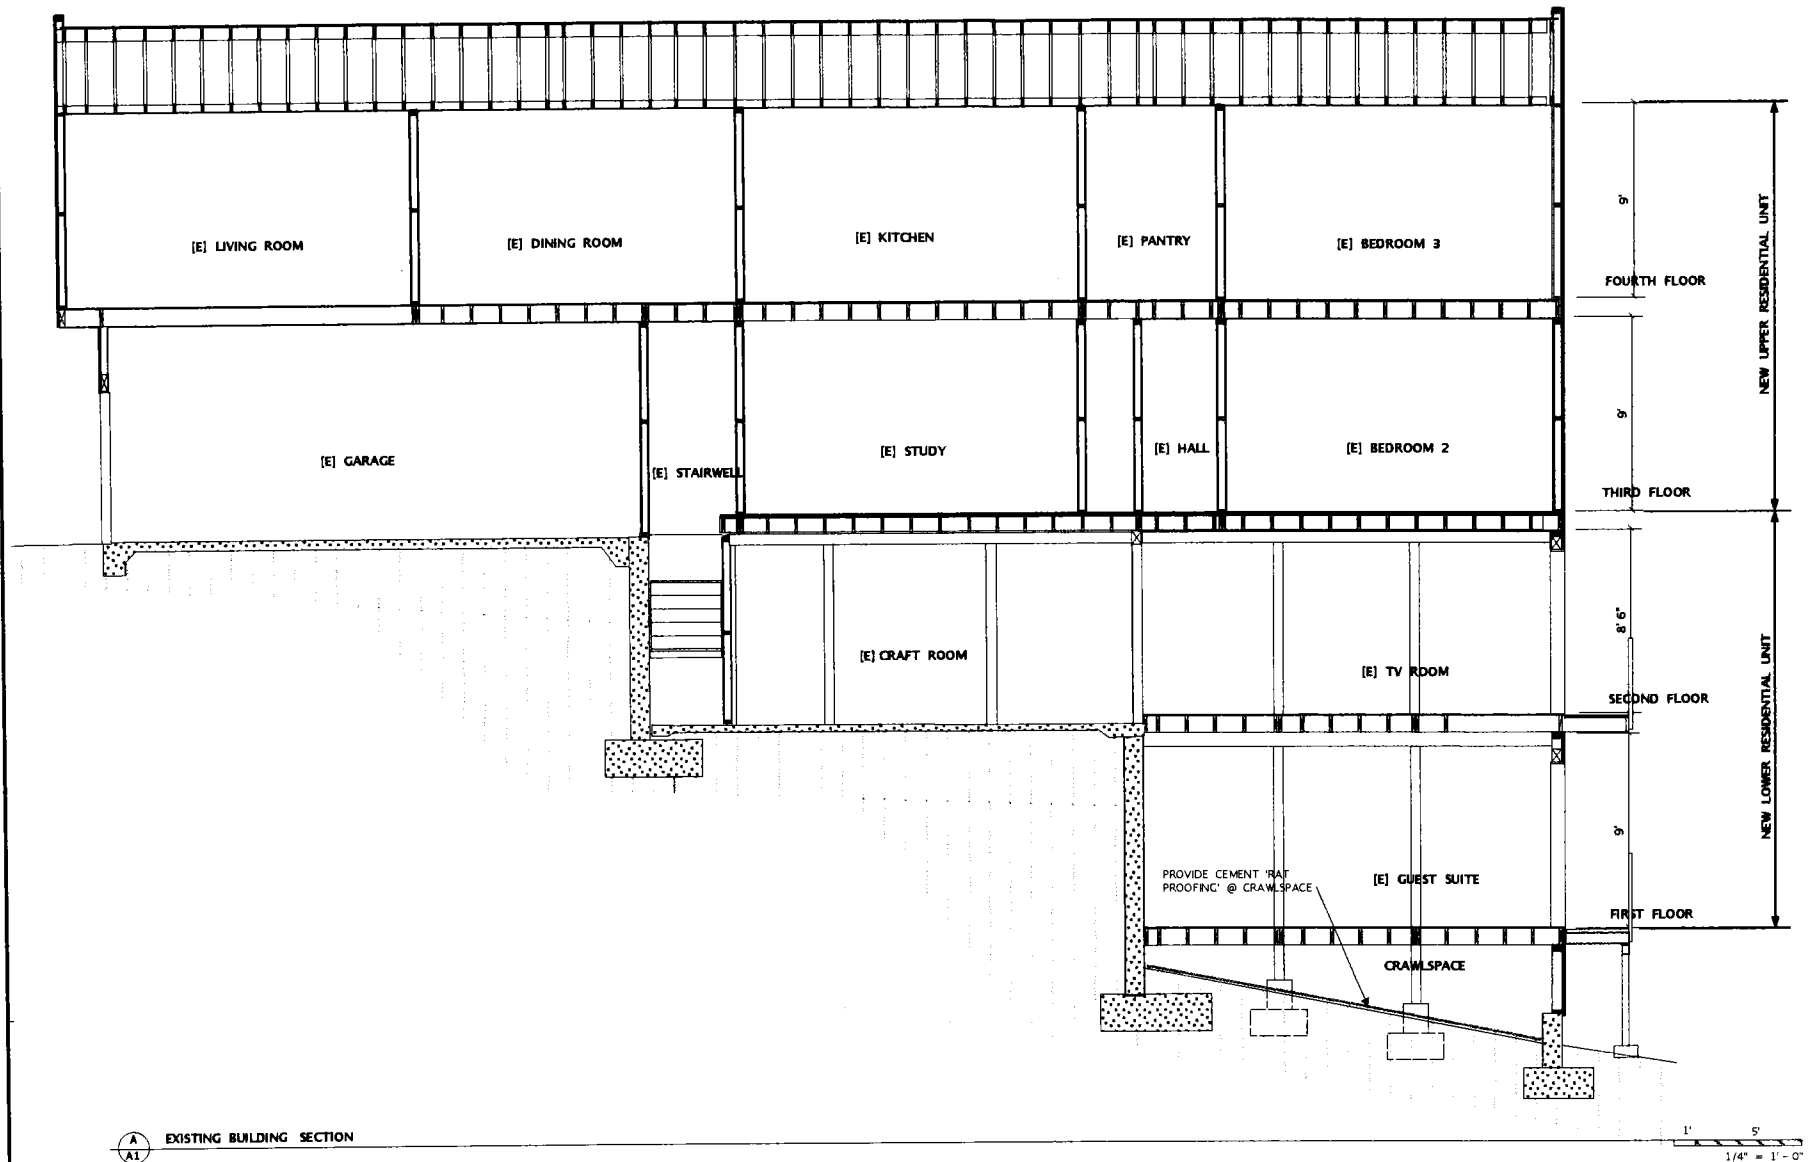 [E] LIVING ROOM
[E] DINING ROOM
[E] KITCHEN
[E] PANTRY
[E] BEDROOM 3
9'
FOURTH FLOOR
NEW UPPER RESIDENTIAL UNIT
[E] GARAGE
[E] STAIRWELL
[E] STUDY
[E] HALL
[E] BEDROOM 2
9'
THIRD FLOOR
[E] CRAFT ROOM
[E] TV ROOM
8' 6"
SECOND FLOOR
NEW LOWER RESIDENTIAL UNIT
PROVIDE CEMENT 'RAT
PROOFING' @ CRAWLSPACE
[E] GUEST SUITE
9'
FIRST FLOOR
CRAWLSPACE
A
A1
EXISTING BUILDING SECTION
1' 5'
1/4" = 1'-0"